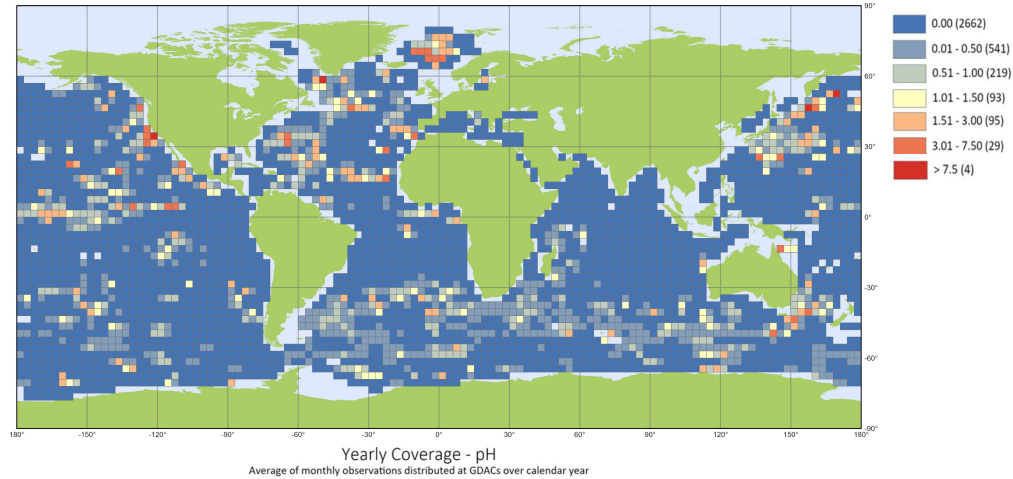 90°
60°
30°
0°
-30°
-60°
-90°
180° -150° -120° -90° -60° -30° 0° 30° 60° 90° 120° 150° 180°
0.00 (2662)
0.01 - 0.50 (541)
0.51 - 1.00 (219)
1.01 - 1.50 (93)
1.51 - 3.00 (95)
3.01 - 7.50 (29)
> 7.5 (4)
Yearly Coverage - pH
Average of monthly observations distributed at GDACs over calendar year